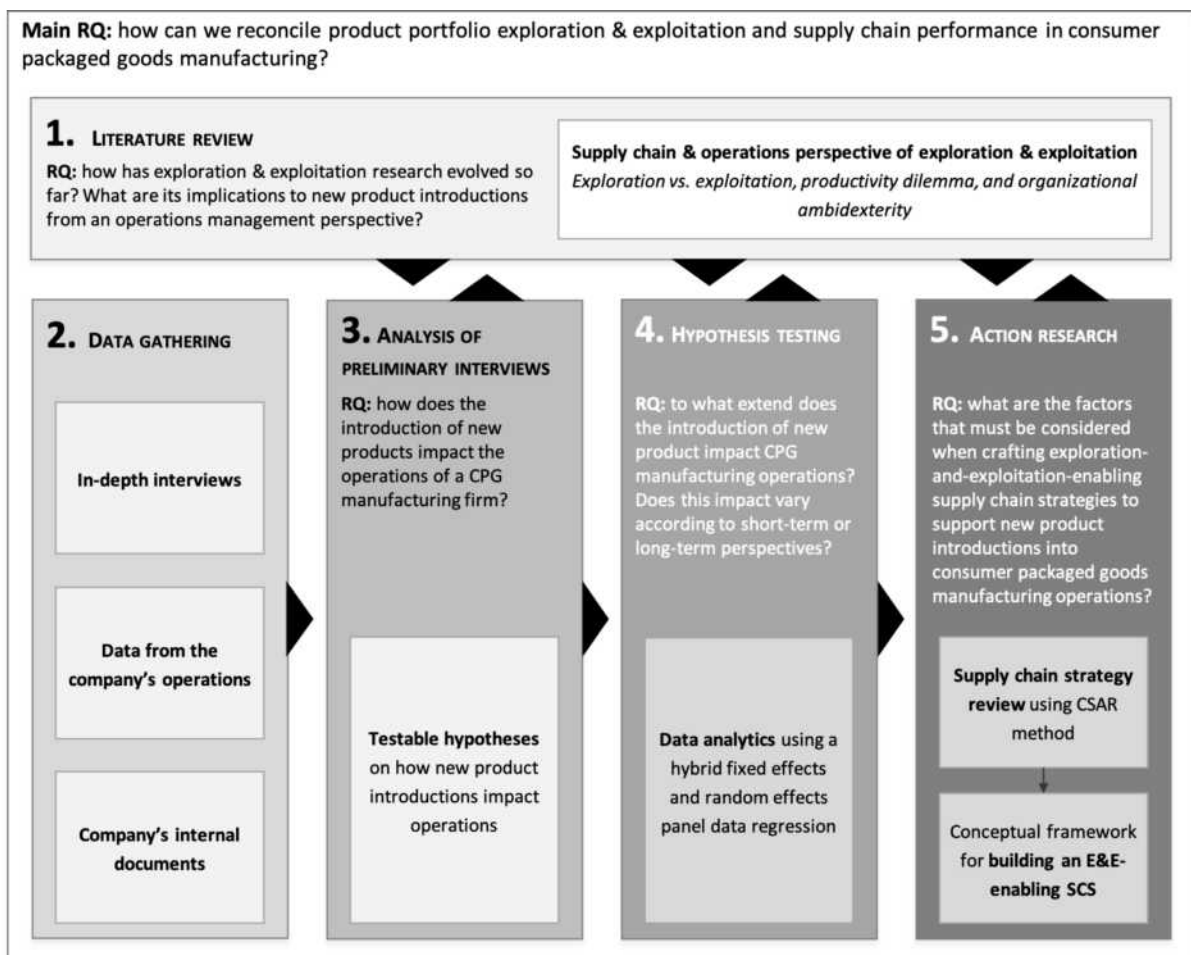 Main RQ: how can we reconcile product portfolio exploration & exploitation and supply chain performance in consumer
packaged goods manufacturing?
1. LITERATURE REVIEW
RQ: how has exploration & exploitation research evolved so
far? What are its implications to new product introductions
from an operations management perspective?
Supply chain & operations perspective of exploration & exploitation
Exploration vs. exploitation, productivity dilemma, and organizational
ambidexterity
2. DATA GATHERING
In-depth interviews
Data from the
company's operations
Company's internal
documents
3. ANALYSIS OF
PRELIMINARY INTERVIEWS
RQ: how does the
introduction of new
products impact the
operations of a CPG
manufacturing firm?
Testable hypotheses
on how new product
introductions impact
operations
4. HYPOTHESIS TESTING
RQ: to what extend does
the introduction of new
product impact CPG
manufacturing operations?
Does this impact vary
according to short-term or
long-term perspectives?
Data analytics using a
hybrid fixed effects
and random effects
panel data regression
5. ACTION RESEARCH
RQ: what are the factors
that must be considered
when crafting exploration-
and-exploitation-enabling
supply chain strategies to
support new product
introductions into
consumer packaged goods
manufacturing operations?
Supply chain strategy
review using CSAR
method
Conceptual framework
for building an E&E-
enabling SCS